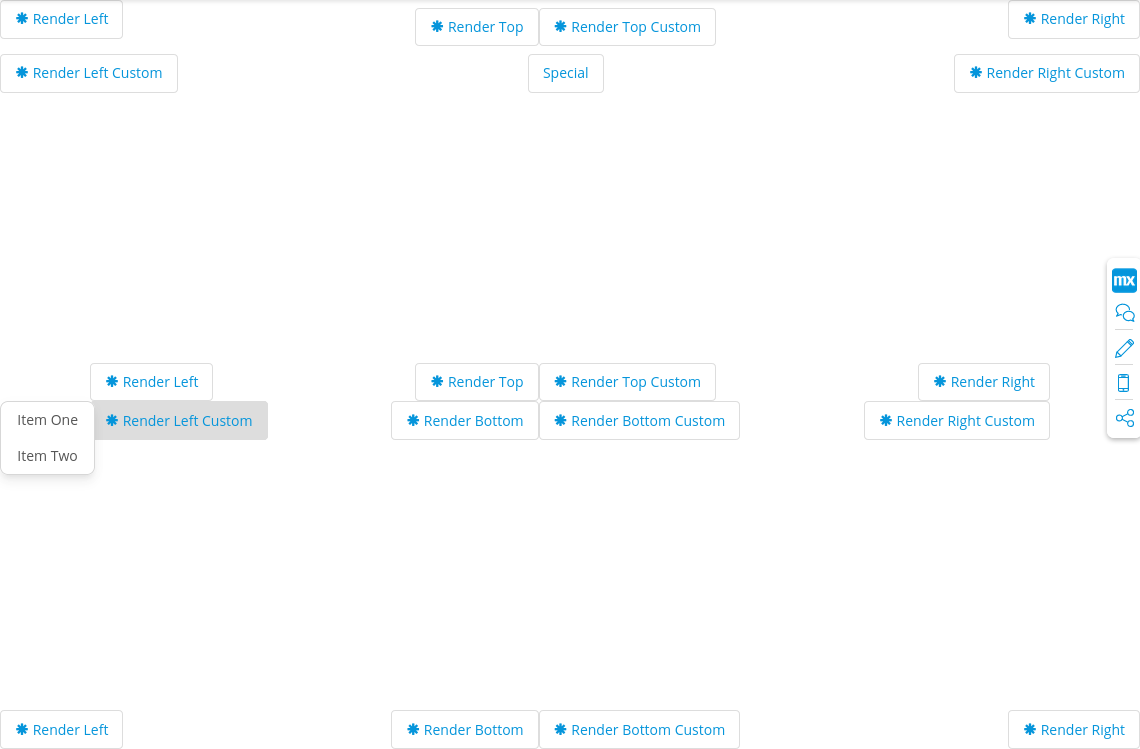 Render Left
Render Top
Render Top Custom
Render Right
Render Left Custom
Special
Render Right Custom
mx
Render Left
Render Top
Render Top Custom
Render Right
Item One
Render Left Custom
Render Bottom
Render Bottom Custom
Render Right Custom
Item Two
Render Left
Render Bottom
Render Bottom Custom
Render Right